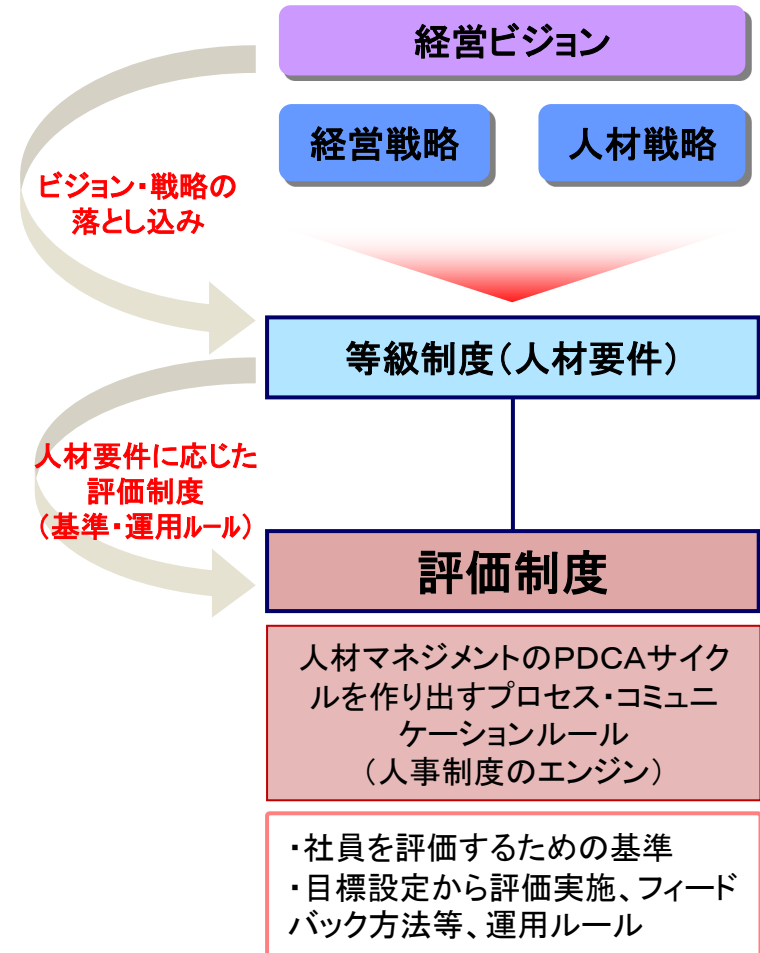 経営ビジョン
経営戦略
人材戦略
ビジョン・戦略の
落とし込み
等級制度（人材要件）
人材要件に応じた
評価制度
（基準・運用ﾙｰﾙ）
評価制度
人材マネジメントのＰＤＣＡサイク
ルを作り出すプロセス・コミュニ
ケーションルール
（人事制度のエンジン）
・社員を評価するための基準
・目標設定から評価実施、フィード
バック方法等、運用ルール